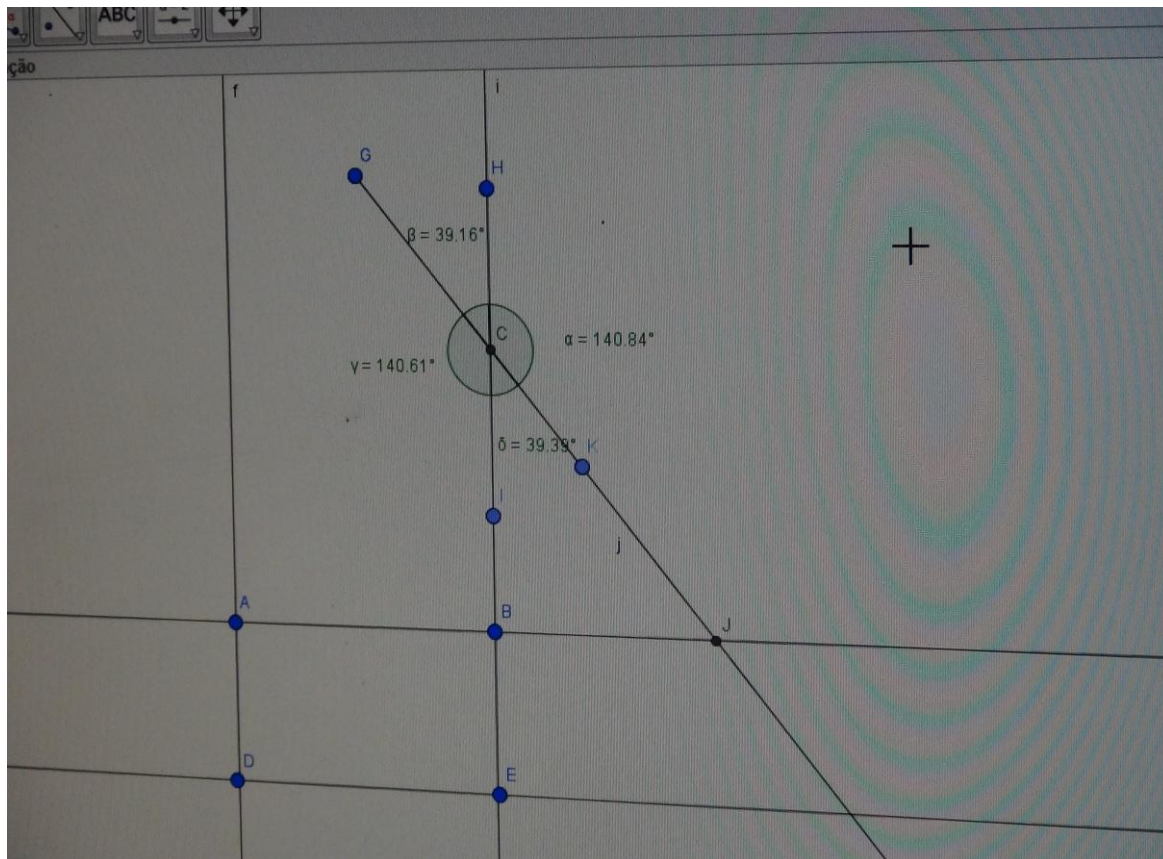 ABC
ção
f
i
G
H
β = 39.16°
C
α = 140.84°
γ = 140.61°
δ = 39.39°
K
I
j
A
B
J
D
E